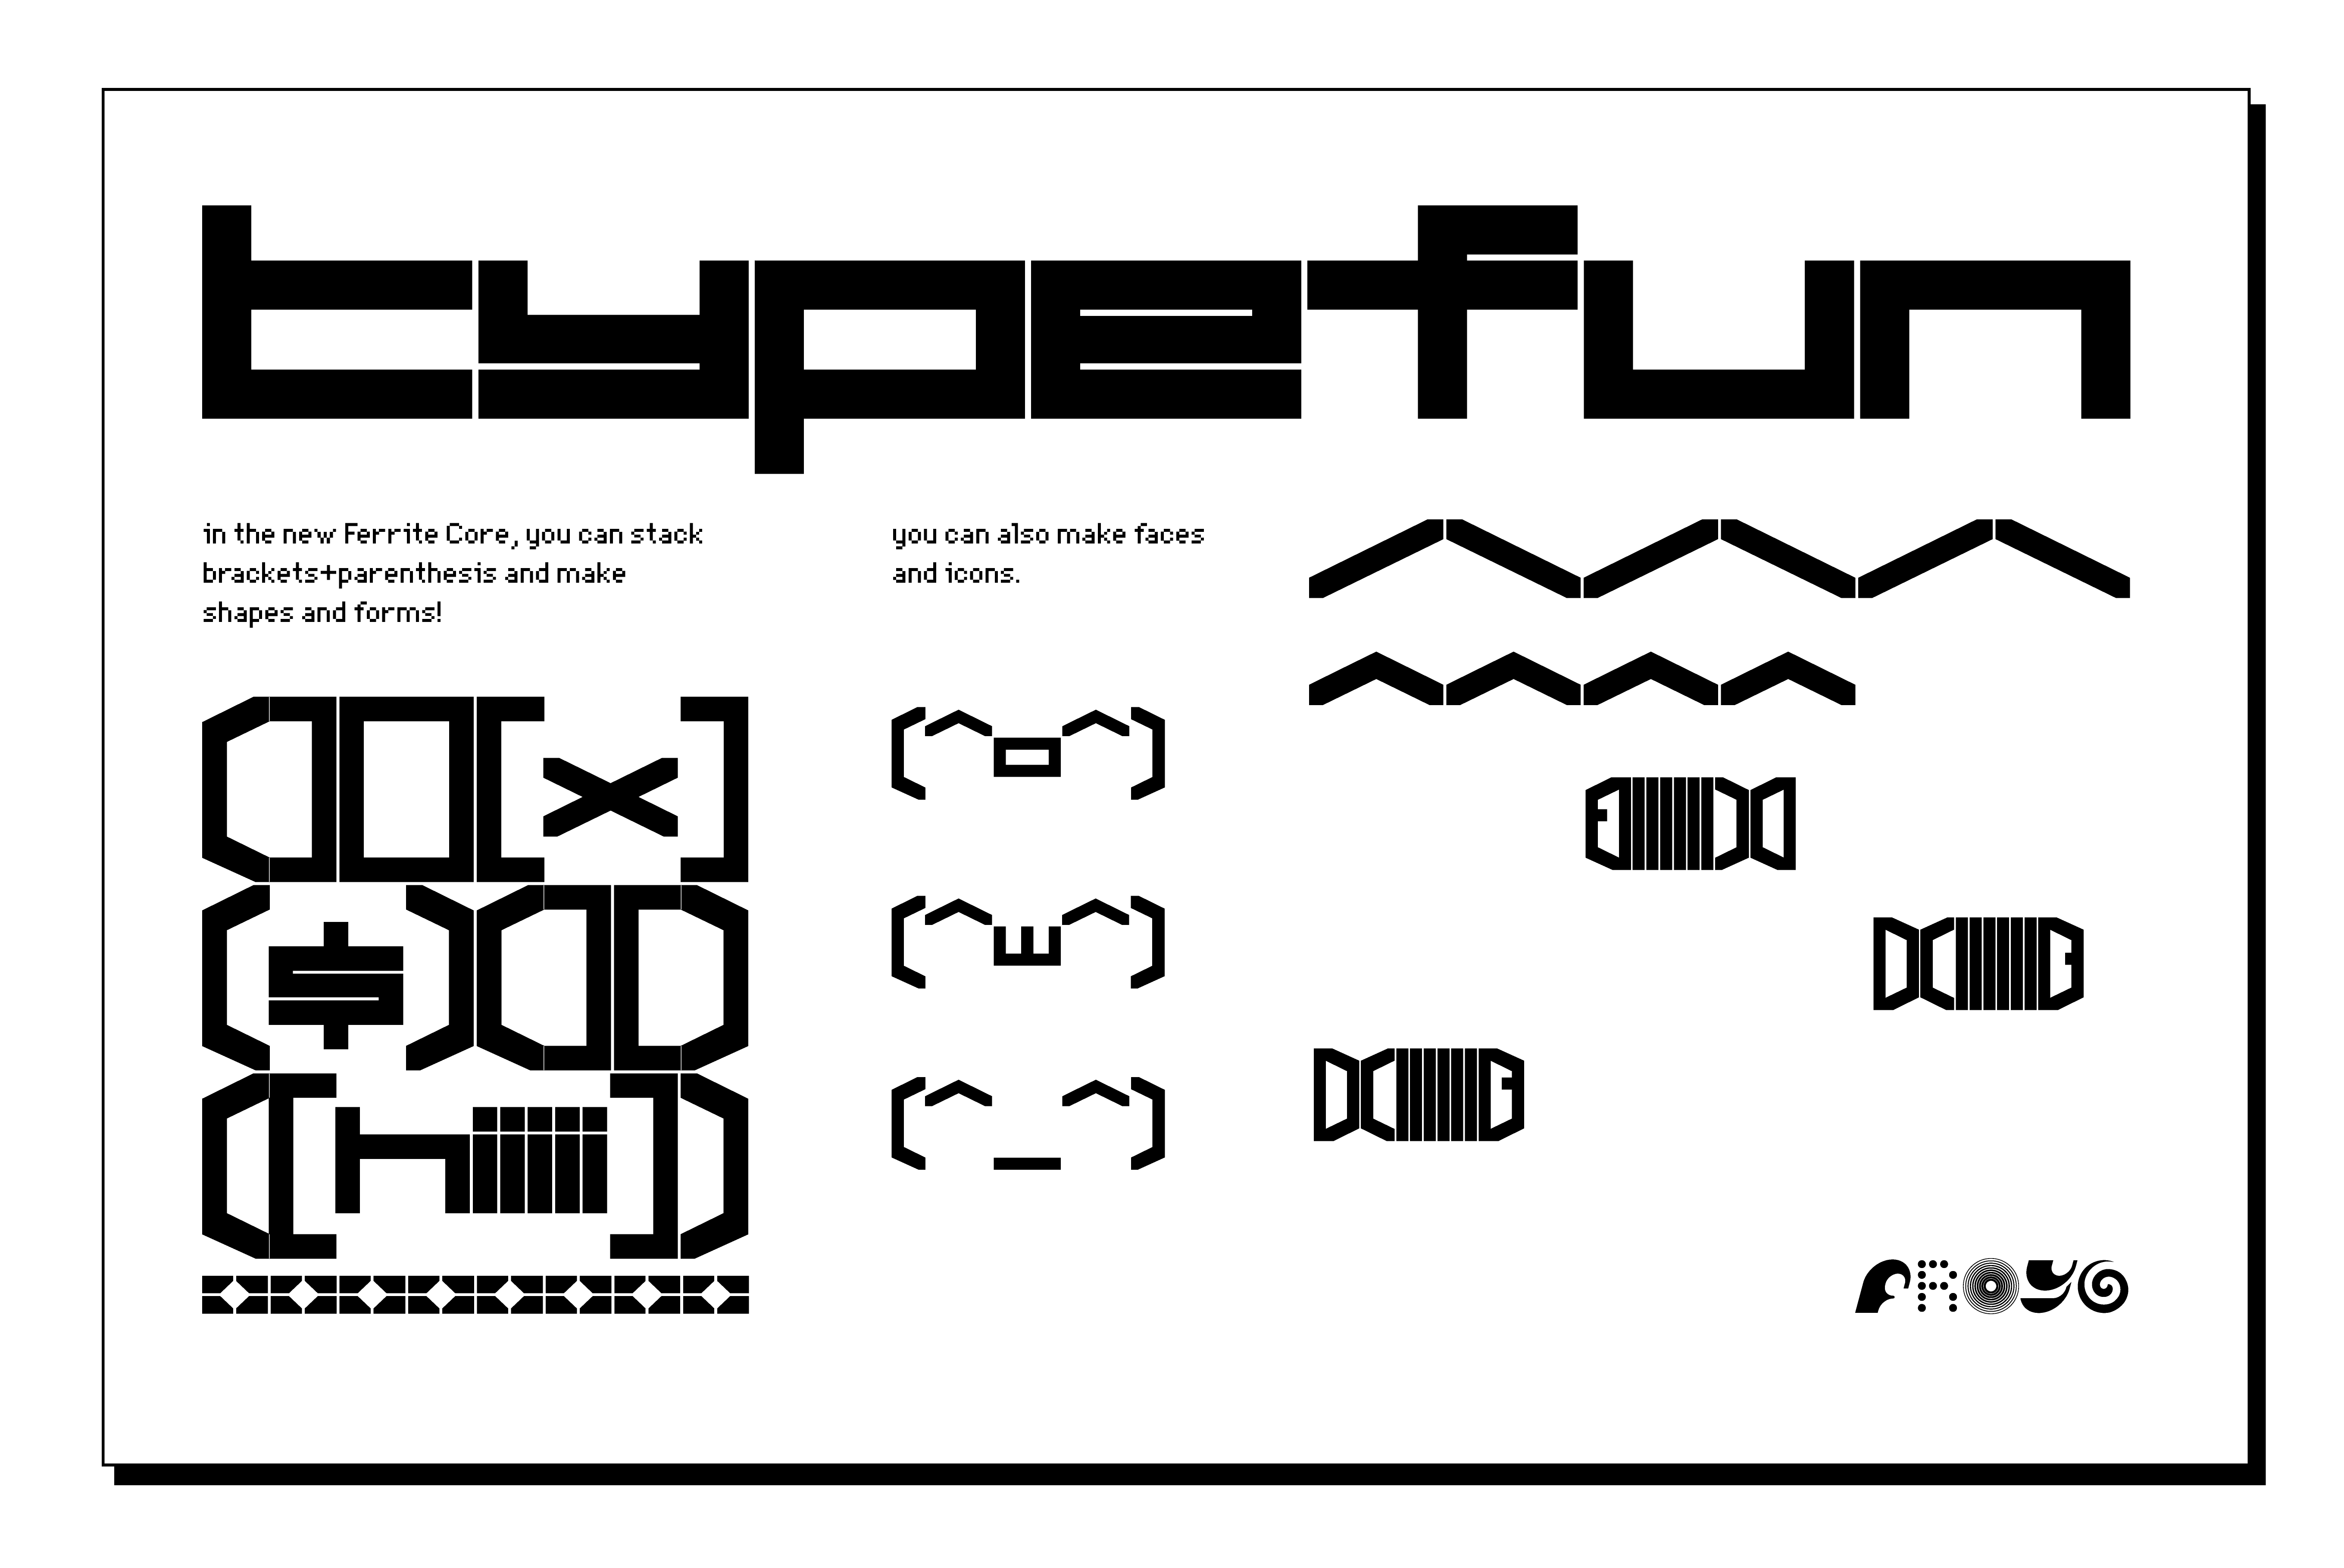 typefun
in the new Ferrite Core, you can stack
brackets+parenthesis and make
shapes and forms!
you can also make faces
and icons.
(^o^)
(^ш^)
(^_^)